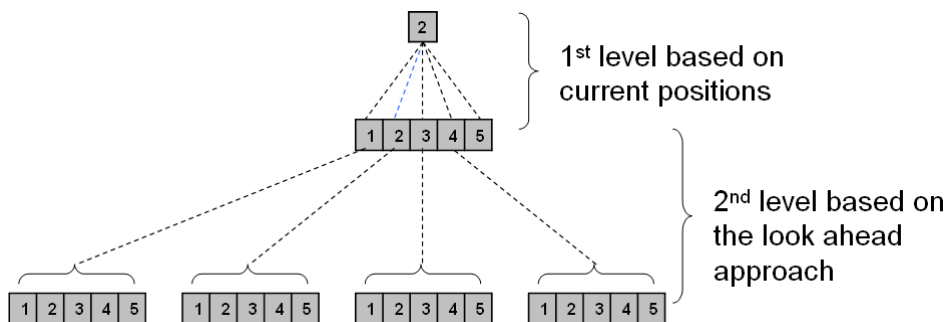 2
1st level based on
current positions
1 2 3 4 5
2nd level based on
the look ahead
approach
1 2 3 4 5 1 2 3 4 5 1 2 3 4 5 1 2 3 4 5